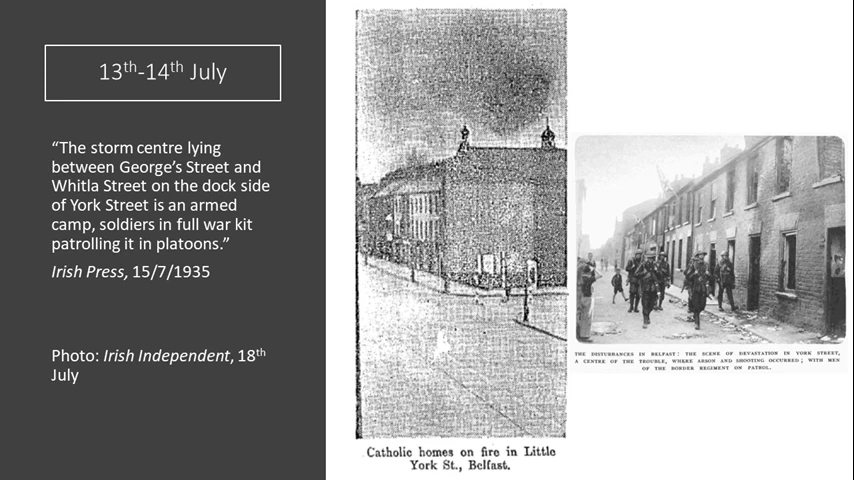 13th-14th July
“The storm centre lying
between George’s Street and
Whitla Street on the dock side
of York Street is an armed
camp, soldiers in full war kit
patrolling it in platoons.”
Irish Press, 15/7/1935
Photo: Irish Independent, 18th
July
Catholic homes on fire in Little
York St., Belfast.
THE DISTURBANCES IN BELFAST: THE SCENE OF DEVASTATION IN YORK STREET,
A CENTRE OF THE TROUBLE, WHERE ARSON AND SHOOTING OCCURRED; WITH MEN
OF THE BORDER REGIMENT ON PATROL.